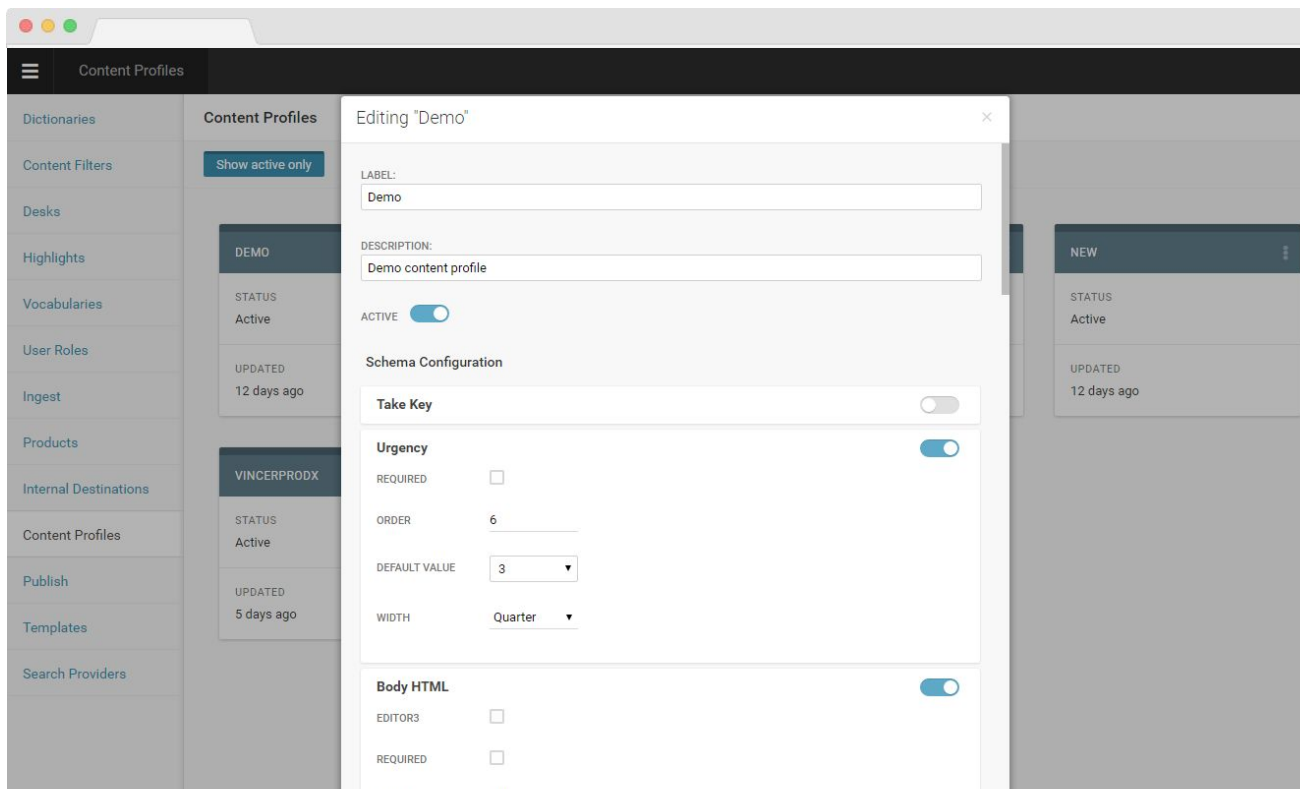 Content Profiles
Dictionaries
Content Filters
Desks
Highlights
Vocabularies
User Roles
Ingest
Products
Internal Destinations
Content Profiles
Publish
Templates
Search Providers
Content Profiles
Show active only
DEMO
STATUS
Active
UPDATED
12 days ago
VINCERPRODX
STATUS
Active
UPDATED
5 days ago
Editing "Demo"
×
LABEL:
Demo
DESCRIPTION:
Demo content profile
ACTIVE
Schema Configuration
Take Key
Urgency
REQUIRED
ORDER 6
DEFAULT VALUE 3
WIDTH Quarter
Body HTML
EDITOR3
REQUIRED
NEW
STATUS
Active
UPDATED
12 days ago